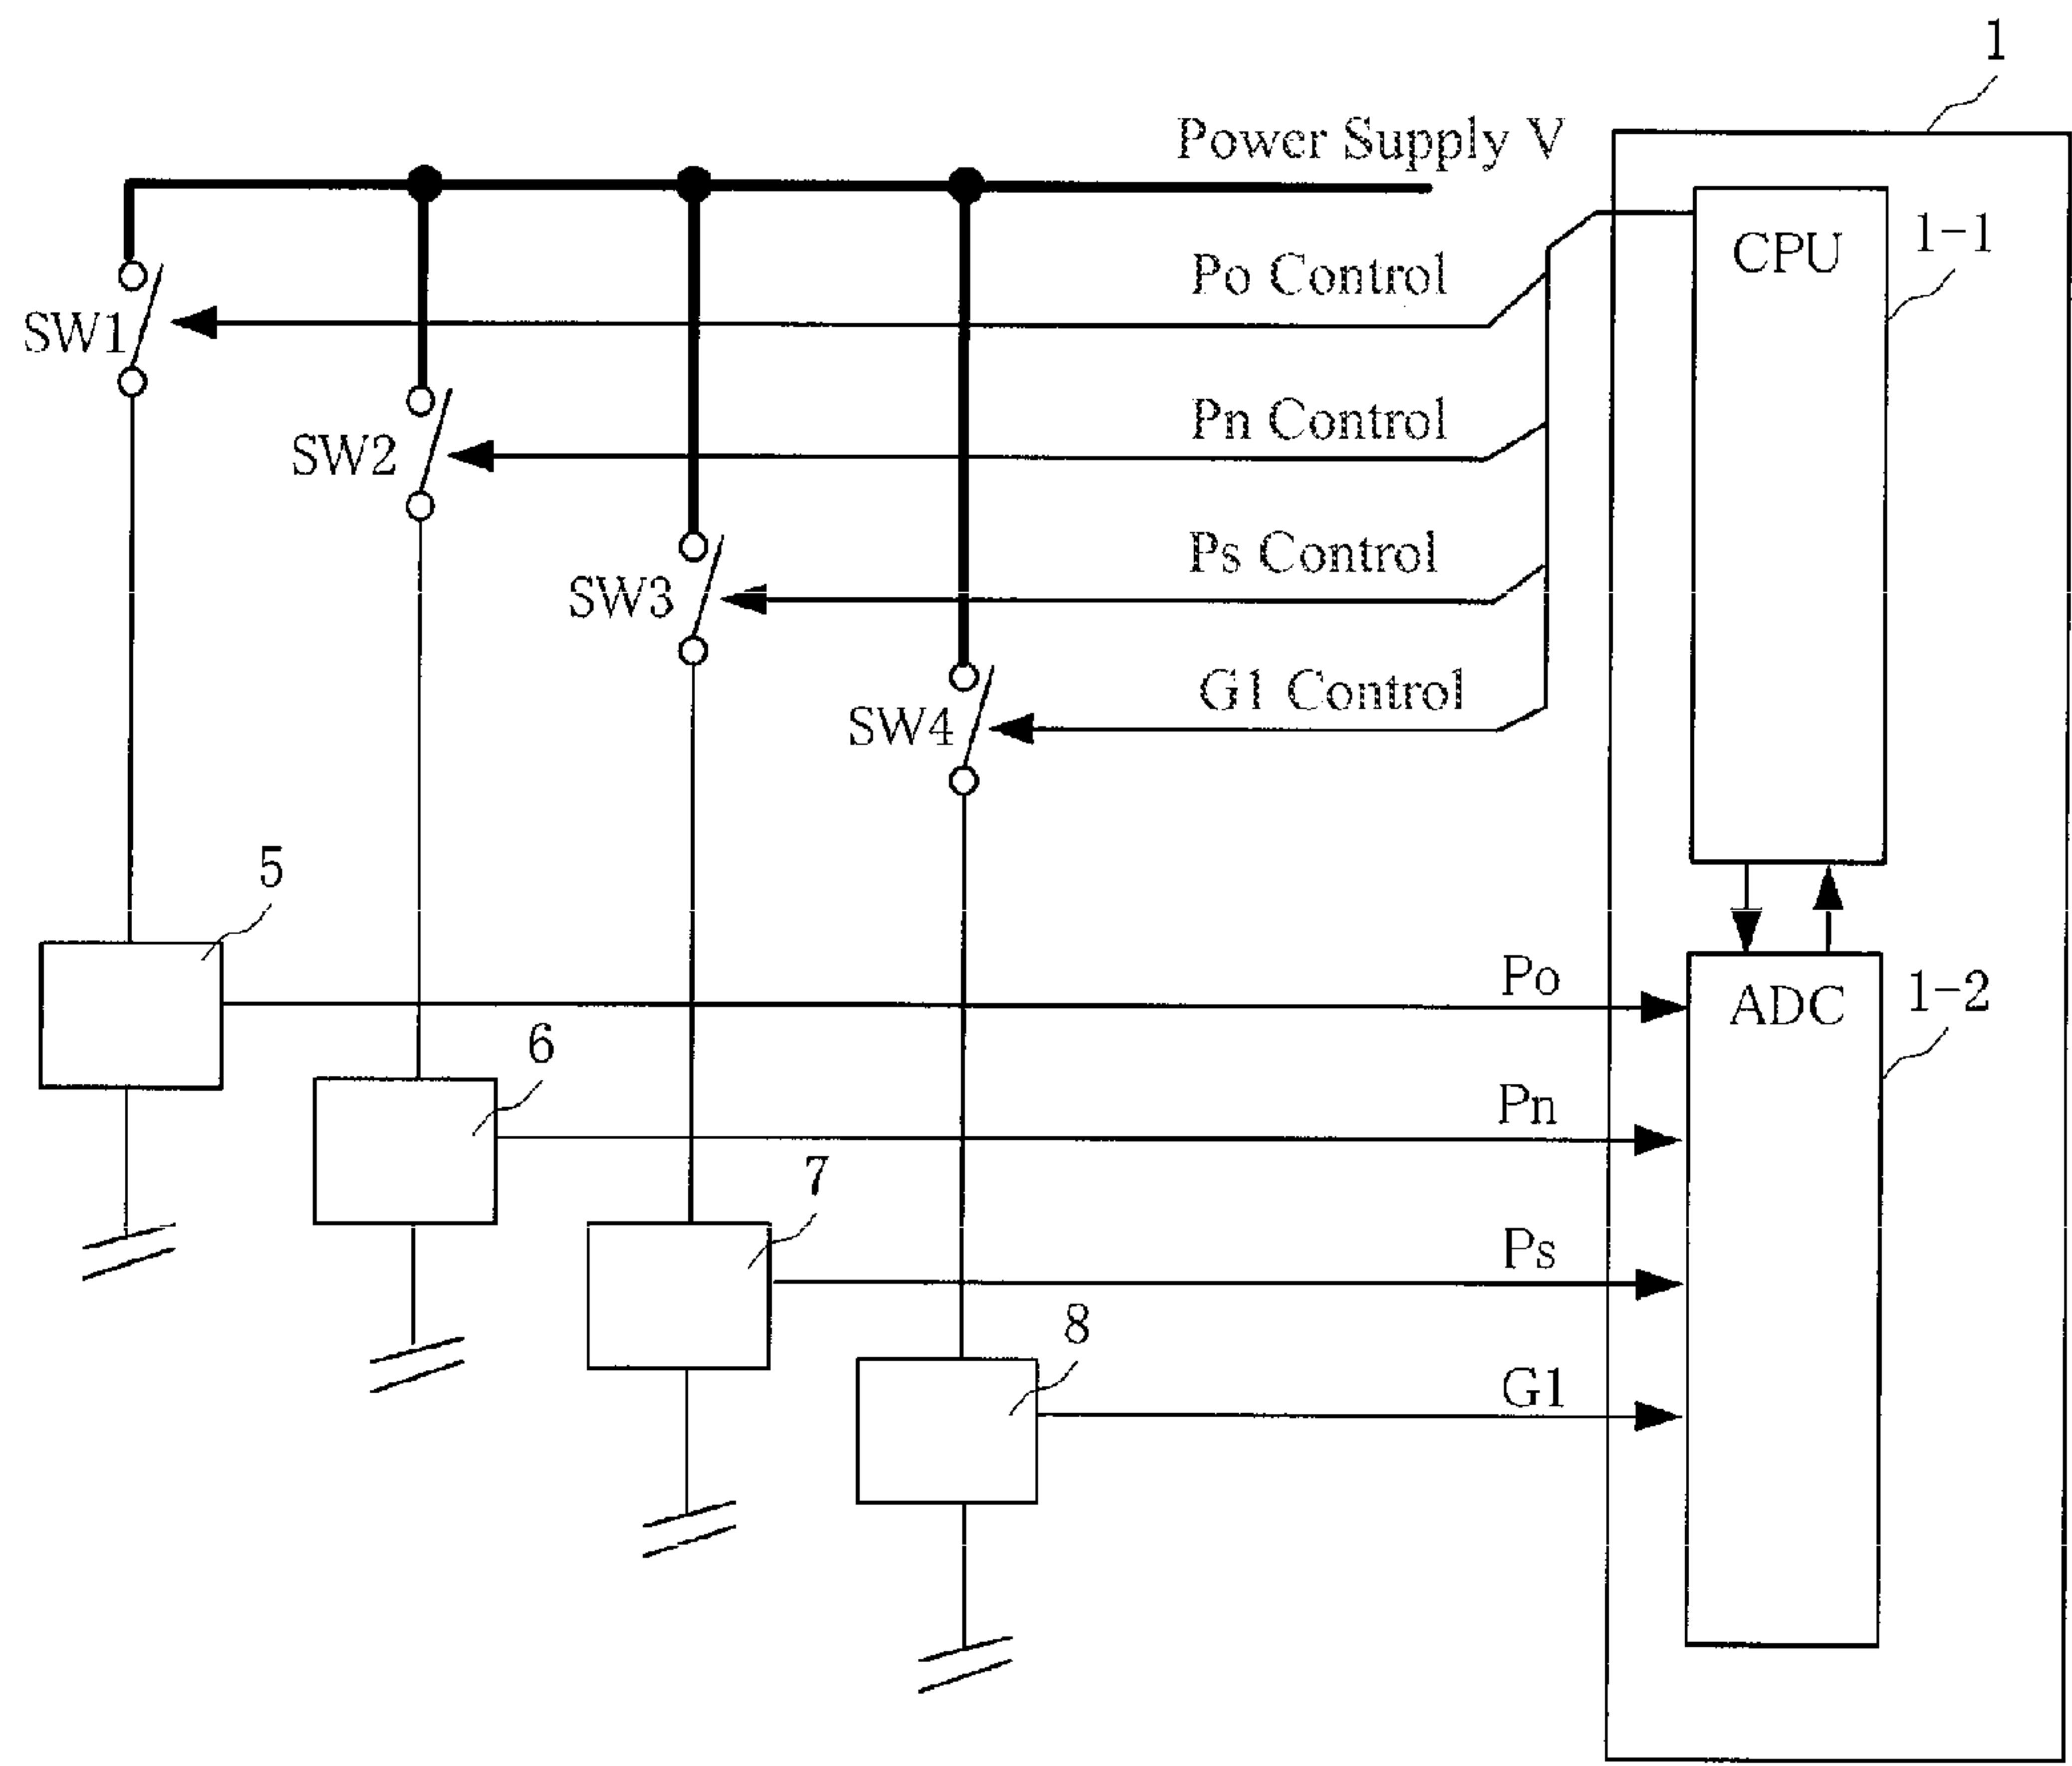 1
Power Supply V
CPU
1-1
Po Control
SW1
Pn Control
SW2
Ps Control
SW3
G1 Control
SW4
5
Po
ADC
1-2
6
Pn
7
Ps
8
G1